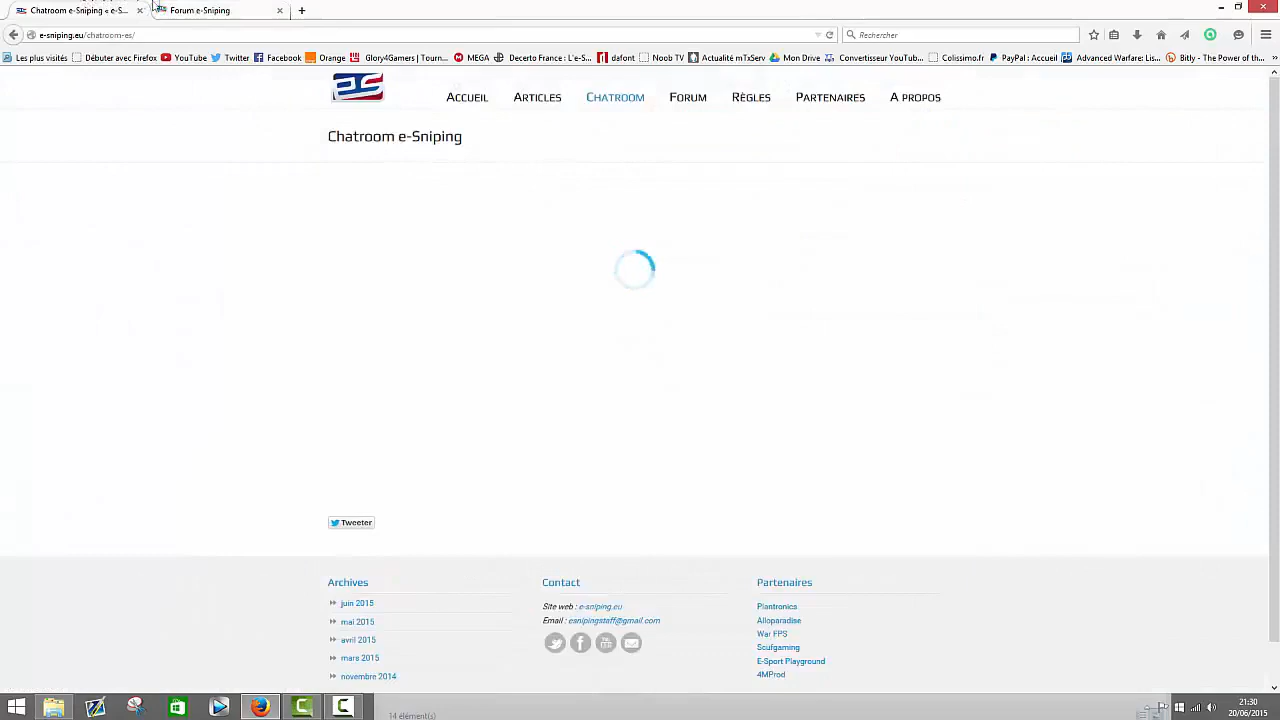 Chatroom e-Sniping « e-S...
Forum e-Sniping
e-sniping.eu/chatroom-es/
Rechercher
Les plus visités
Débuter avec Firefox
YouTube
Twitter
Facebook
Orange
Glory4Gamers | Tourn...
MEGA
Decerto France : L'e-S...
dafont
Noob TV
Actualité mTxServ
Mon Drive
Convertisseur YouTub...
Colissimo.fr
PayPal : Accueil
Advanced Warfare: Lis...
Bitly - The Power of th...
es
Accueil
Articles
Chatroom
Forum
Règles
Partenaires
A propos
Chatroom e-Sniping
Tweeter
Archives
juin 2015
mai 2015
avril 2015
mars 2015
novembre 2014
Contact
Site web : e-sniping.eu
Email : esnipingstaff@gmail.com
Partenaires
Plantronics
Alloparadise
War FPS
Scufgaming
E-Sport Playground
4MProd
14 élément(s)
21:30
20/06/2015